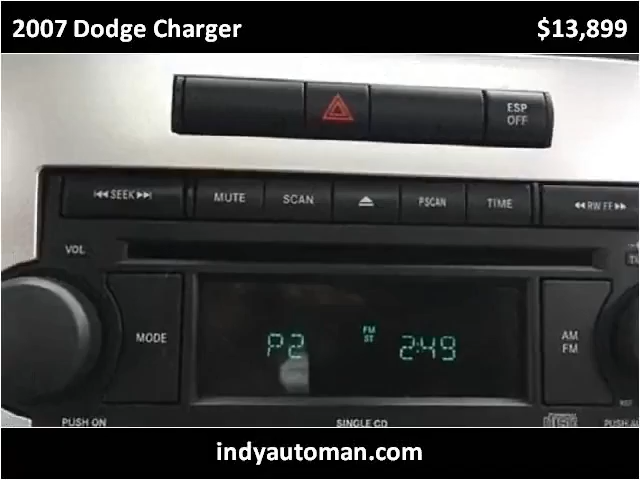 2007 Dodge Charger $13,899
ESP
OFF
SEEK MUTE SCAN PSCAN TIME RW FF
VOL
MODE P2 FM
ST 2:49 AM
FM
PUSH ON SINGLE CD
indyautoman.com